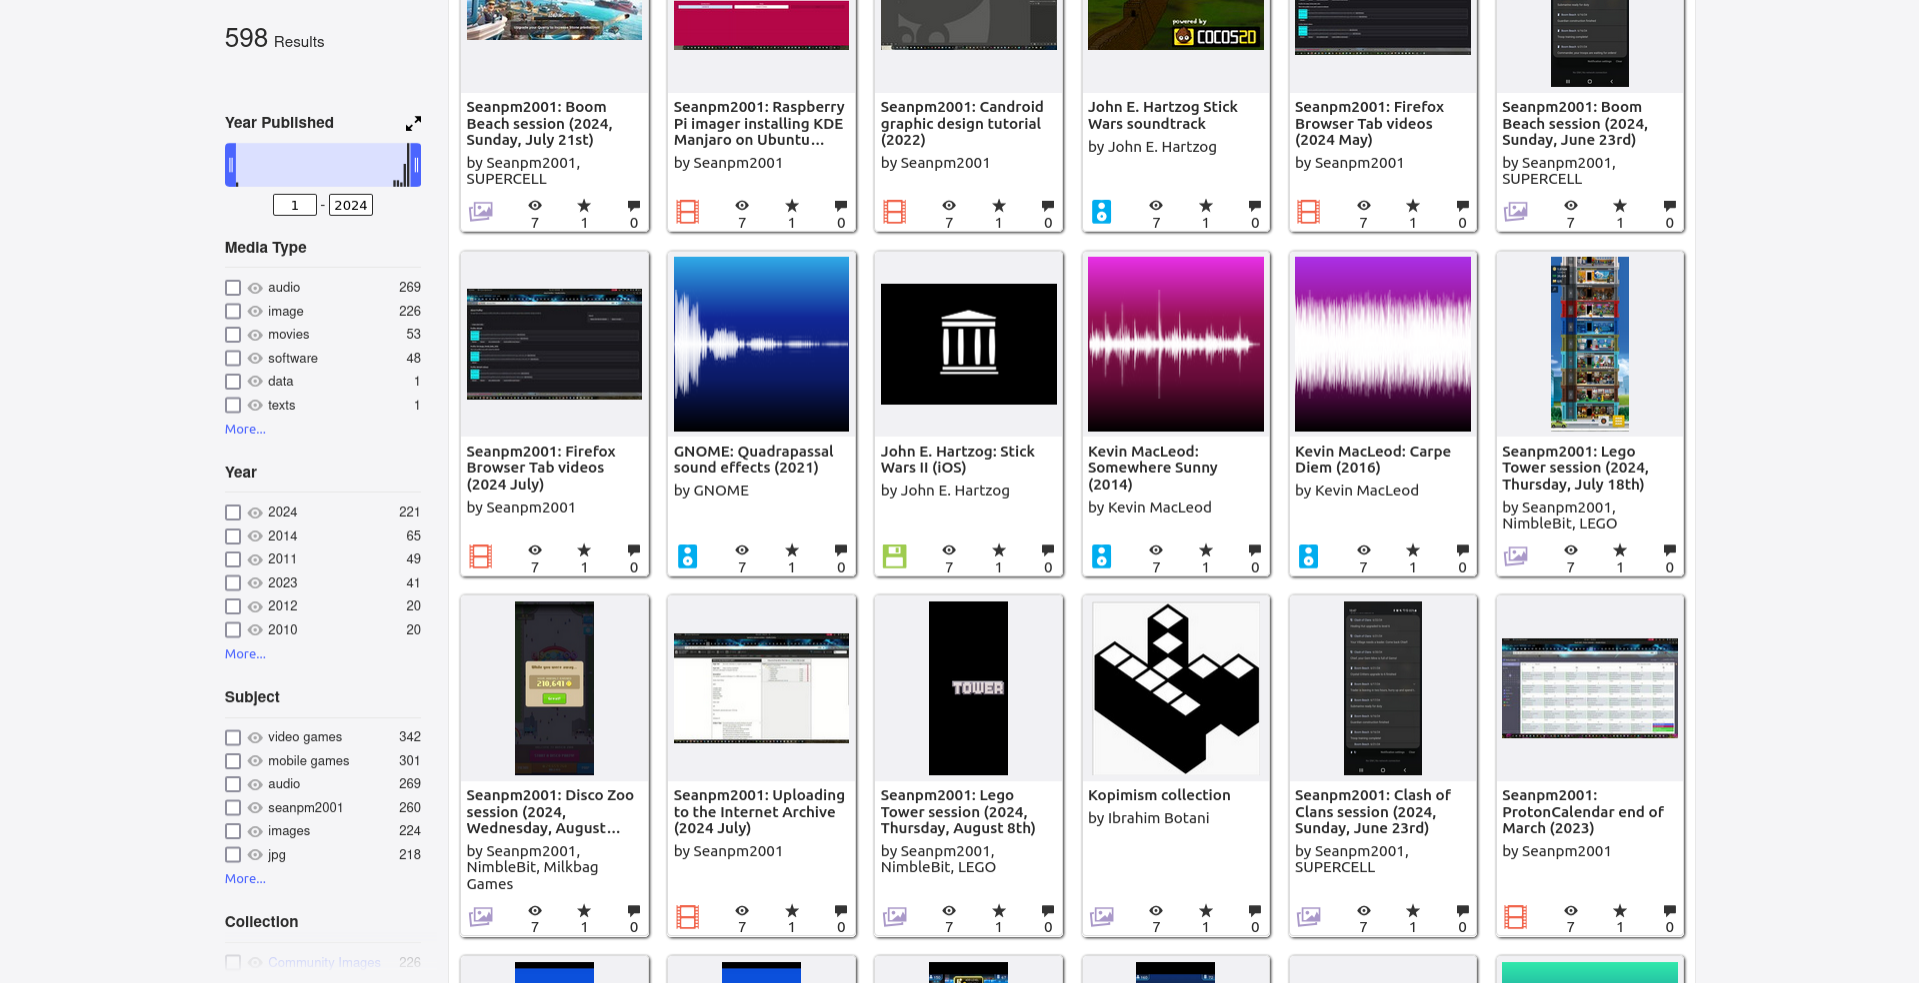 598 Results
Year Published
1 - 2024
Media Type
audio 269
image 226
movies 53
software 48
data 1
texts 1
More...
Year
2024 221
2014 65
2011 49
2023 41
2012 20
2010 20
More...
Subject
video games 342
mobile games 301
audio 269
seanpm2001 260
images 224
jpg 218
More...
Collection
Community Images 226
powered by
COCOS2D
Seanpm2001: Boom
Beach session (2024,
Sunday, July 21st)
by Seanpm2001,
SUPERCELL
7 1 0
Seanpm2001: Raspberry
Pi imager installing KDE
Manjaro on Ubuntu...
by Seanpm2001
7 1 0
Seanpm2001: Candroid
graphic design tutorial
(2022)
by Seanpm2001
7 1 0
John E. Hartzog Stick
Wars soundtrack
by John E. Hartzog
7 1 0
Seanpm2001: Firefox
Browser Tab videos
(2024 May)
by Seanpm2001
7 1 0
Seanpm2001: Boom
Beach session (2024,
Sunday, June 23rd)
by Seanpm2001,
SUPERCELL
7 1 0
Seanpm2001: Firefox
Browser Tab videos
(2024 July)
by Seanpm2001
7 1 0
GNOME: Quadrapassal
sound effects (2021)
by GNOME
7 1 0
John E. Hartzog: Stick
Wars II (iOS)
by John E. Hartzog
7 1 0
Kevin MacLeod:
Somewhere Sunny
(2014)
by Kevin MacLeod
7 1 0
Kevin MacLeod: Carpe
Diem (2016)
by Kevin MacLeod
7 1 0
Seanpm2001: Lego
Tower session (2024,
Thursday, July 18th)
by Seanpm2001,
NimbleBit, LEGO
7 1 0
While you were away...
210,641
Seanpm2001: Disco Zoo
session (2024,
Wednesday, August...
by Seanpm2001,
NimbleBit, Milkbag
Games
7 1 0
Seanpm2001: Uploading
to the Internet Archive
(2024 July)
by Seanpm2001
7 1 0
TOWER
Seanpm2001: Lego
Tower session (2024,
Thursday, August 8th)
by Seanpm2001,
NimbleBit, LEGO
7 1 0
Kopimism collection
by Ibrahim Botani
7 1 0
Seanpm2001: Clash of
Clans session (2024,
Sunday, June 23rd)
by Seanpm2001,
SUPERCELL
7 1 0
Seanpm2001:
ProtonCalendar end of
March (2023)
by Seanpm2001
7 1 0